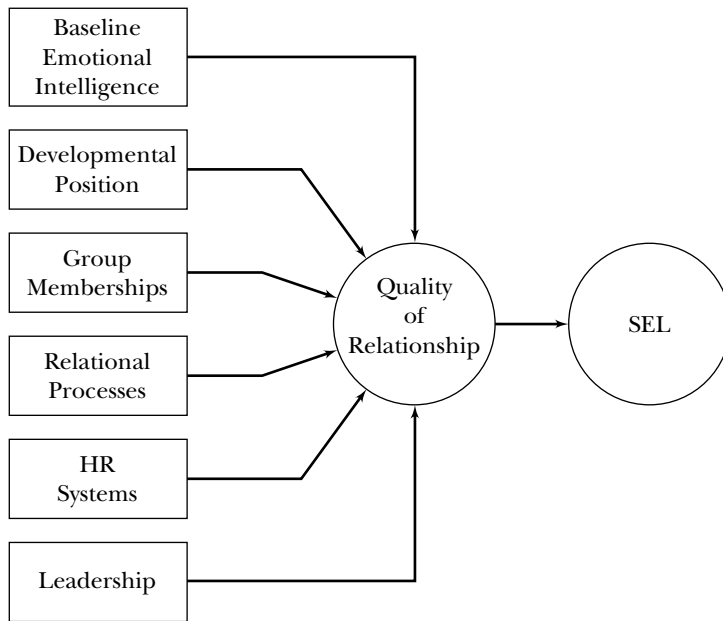 Baseline
Emotional
Intelligence
Developmental
Position
Group
Memberships
Relational
Processes
HR
Systems
Leadership
Quality
of
Relationship
SEL